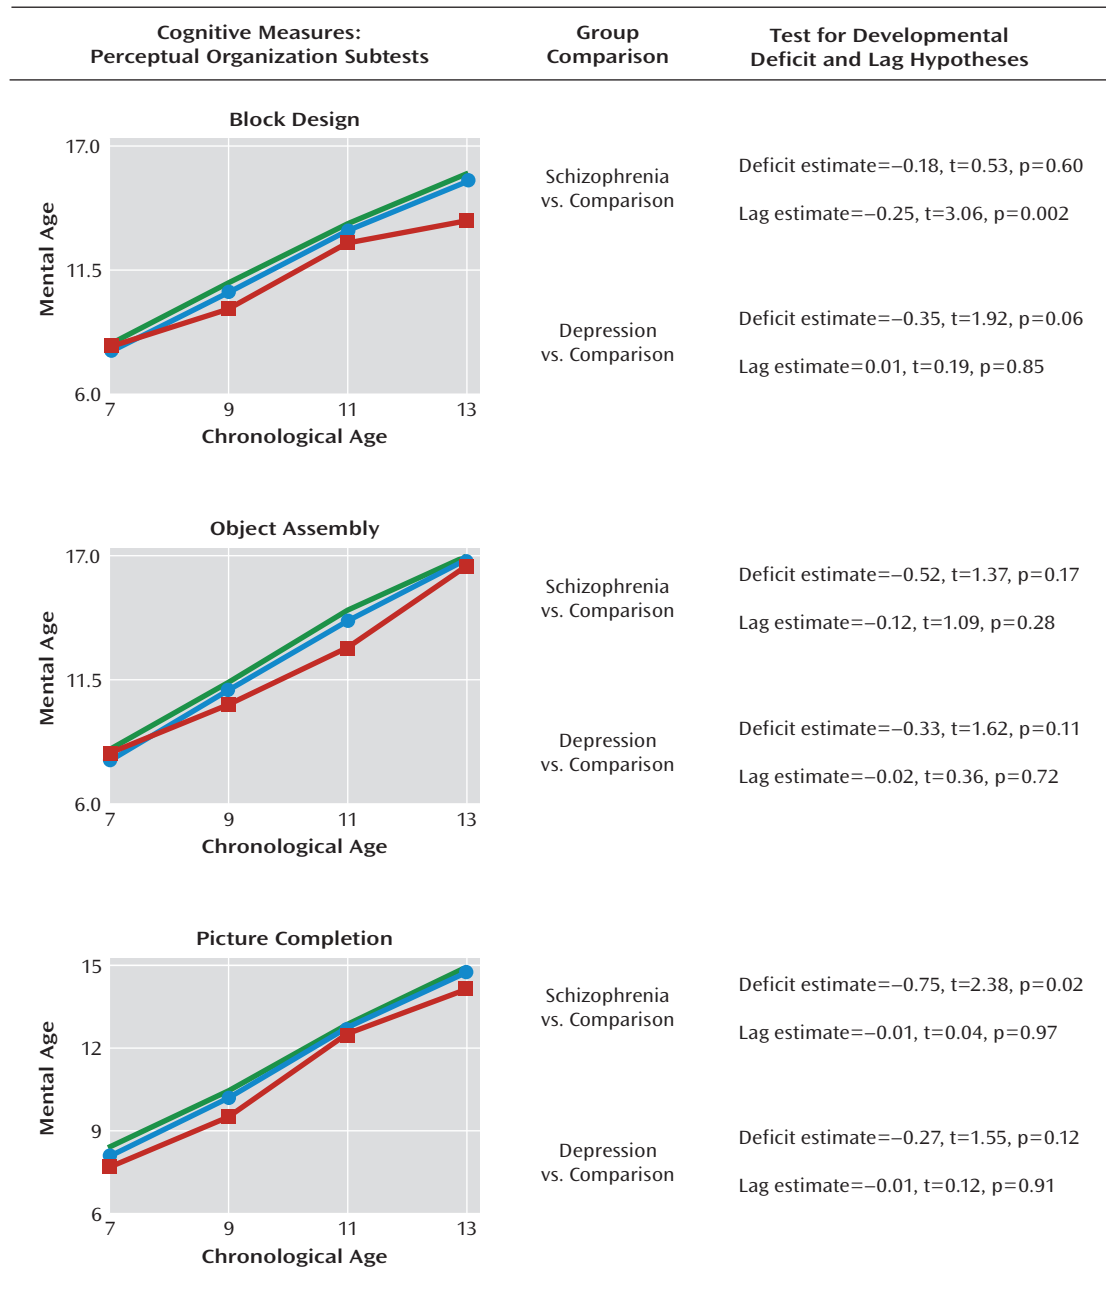 Cognitive Measures:
Perceptual Organization Subtests
Group
Comparison
Test for Developmental
Deficit and Lag Hypotheses
Block Design
17.0
11.5
6.0
Mental Age
7 9 11 13
Chronological Age
Schizophrenia
vs. Comparison
Deficit estimate=−0.18, t=0.53, p=0.60
Lag estimate=−0.25, t=3.06, p=0.002
Depression
vs. Comparison
Deficit estimate=−0.35, t=1.92, p=0.06
Lag estimate=0.01, t=0.19, p=0.85
Object Assembly
17.0
11.5
6.0
Mental Age
7 9 11 13
Chronological Age
Schizophrenia
vs. Comparison
Deficit estimate=−0.52, t=1.37, p=0.17
Lag estimate=−0.12, t=1.09, p=0.28
Depression
vs. Comparison
Deficit estimate=−0.33, t=1.62, p=0.11
Lag estimate=−0.02, t=0.36, p=0.72
Picture Completion
15
12
9
6
Mental Age
7 9 11 13
Chronological Age
Schizophrenia
vs. Comparison
Deficit estimate=−0.75, t=2.38, p=0.02
Lag estimate=−0.01, t=0.04, p=0.97
Depression
vs. Comparison
Deficit estimate=−0.27, t=1.55, p=0.12
Lag estimate=−0.01, t=0.12, p=0.91